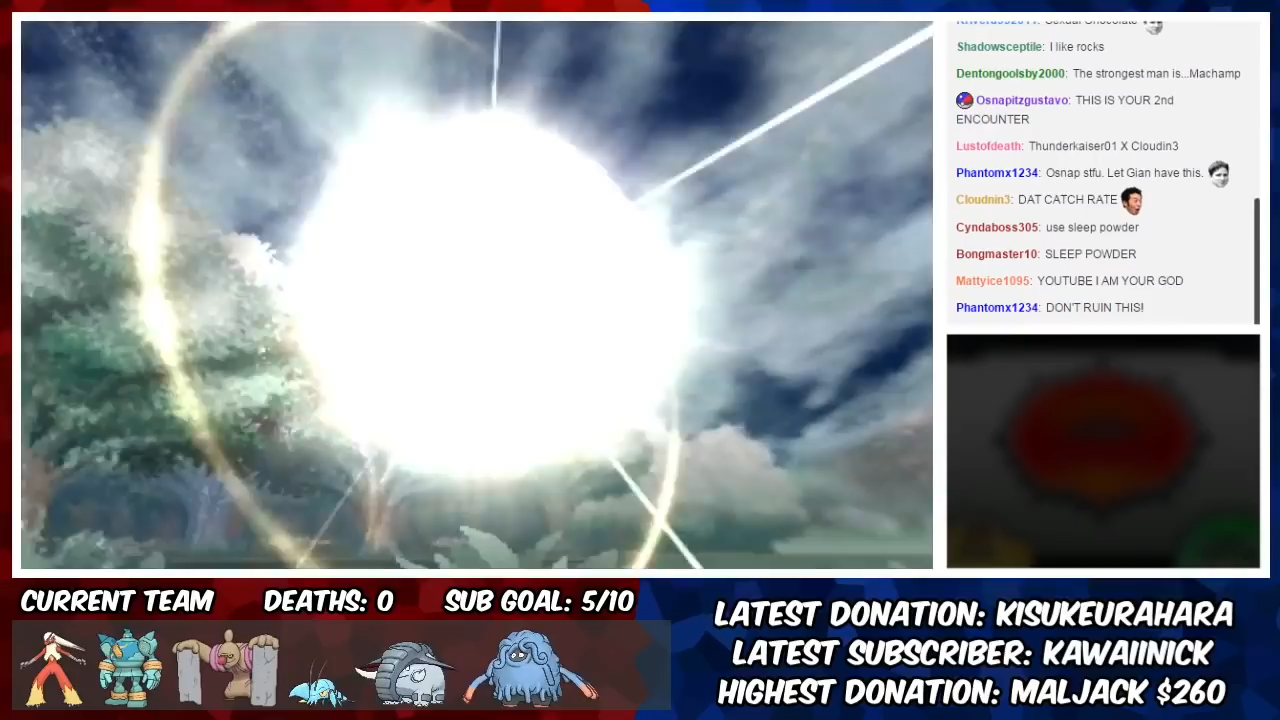 Sexual Chocolate
Shadowsceptile: I like rocks
Dentongoolsby2000: The strongest man is...Machamp
Osnapitzgustavo: THIS IS YOUR 2nd
ENCOUNTER
Lustofdeath: Thunderkaiser01 X Cloudin3
Phantomx1234: Osnap stfu. Let Gian have this.
Cloudnin3: DAT CATCH RATE
Cyndaboss305: use sleep powder
Bongmaster10: SLEEP POWDER
Mattyice1095: YOUTUBE I AM YOUR GOD
Phantomx1234: DON'T RUIN THIS!
CURRENT TEAM DEATHS: 0 SUB GOAL: 5/10
LATEST DONATION: KISUKEURAHARA
LATEST SUBSCRIBER: KAWAIINICK
HIGHEST DONATION: MALJACK $260